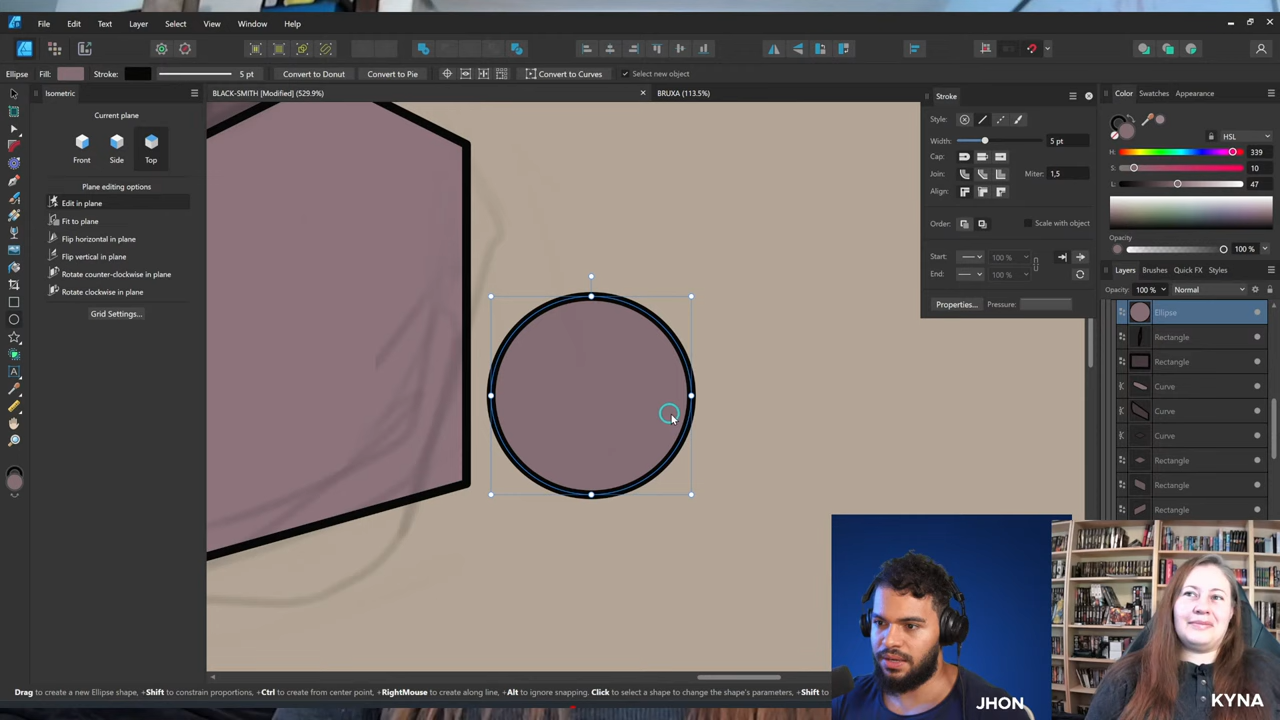 File Edit Text Layer Select View Window Help
Ellipse Fill: Stroke: 5 pt Convert to Donut Convert to Pie Convert to Curves Select new object
Isometric
BLACK-SMITH [Modified] (529.9%)
BRUXA (113.5%)
Current plane
Front Side Top
Plane editing options
Edit in plane
Fit to plane
Flip horizontal in plane
Flip vertical in plane
Rotate counter-clockwise in plane
Rotate clockwise in plane
Grid Settings...
Stroke
Style:
Width: 5 pt
Cap:
Join: Miter: 1,5
Align:
Order: Scale with object
Start: 100 %
End: 100 %
Properties... Pressure:
Color Swatches Appearance
HSL
H: 339
S: 10
L: 47
Opacity
100 %
Layers Brushes Quick FX Styles
Opacity: 100 % Normal
Ellipse
Rectangle
Rectangle
Curve
Curve
Curve
Rectangle
Rectangle
Rectangle
Drag to create a new Ellipse shape, +Shift to constrain proportions, +Ctrl to create from center point, +RightMouse to create along line, +Alt to ignore snapping. Click to select a shape to change the shape's parameters, +Shift to
JHON
KYNA